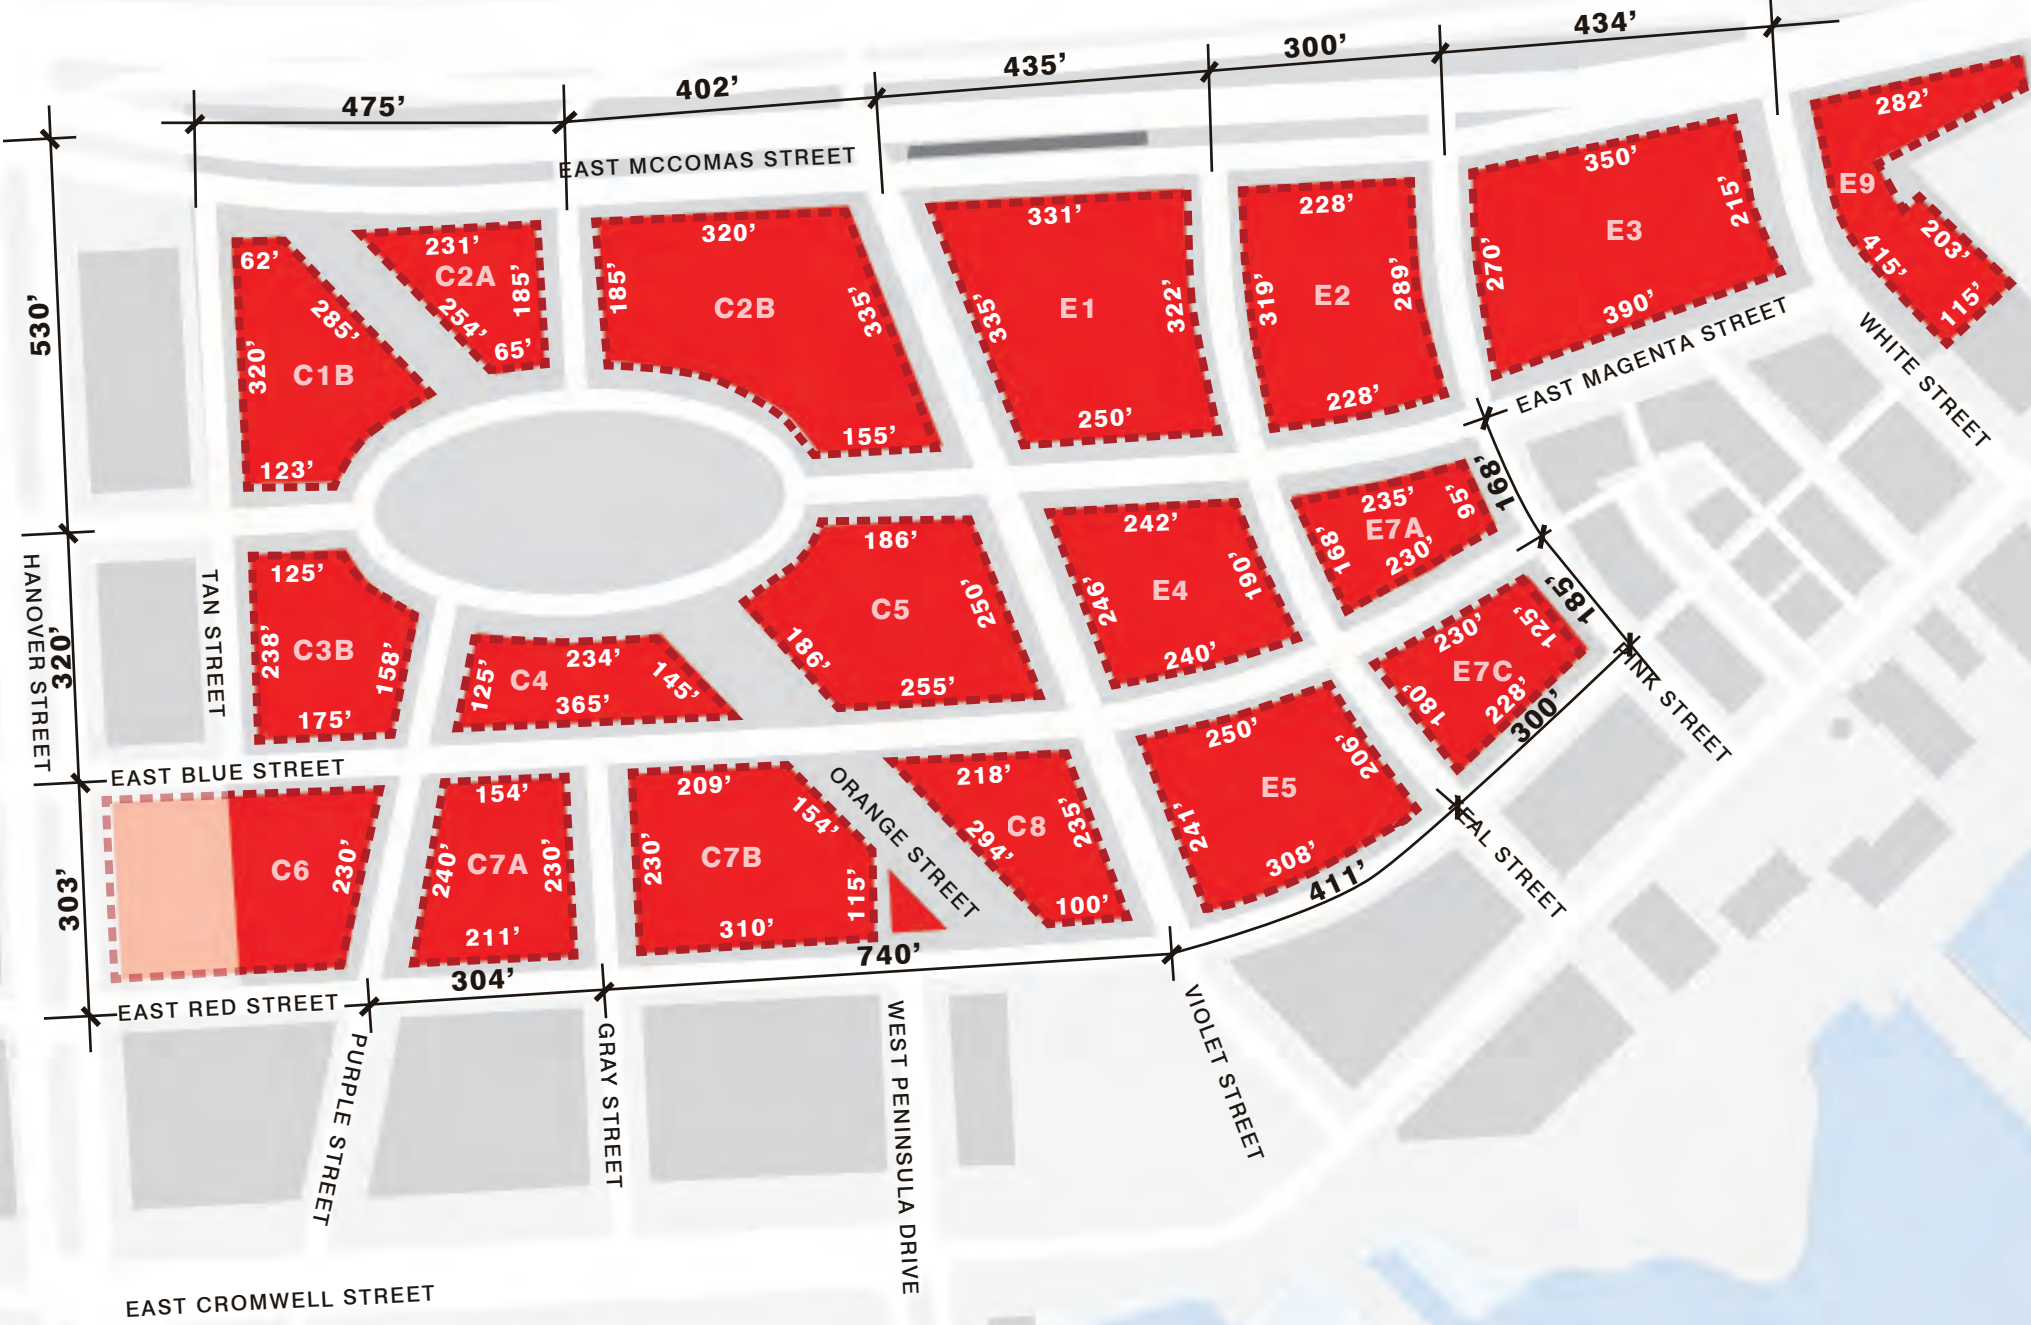 475’
402’
435’
300’
434’
EAST MCCOMAS STREET
530’
320’
303’
HANOVER STREET
TAN STREET
62’
285’
320’
C1B
123’
231’
C2A
185’
254’
65’
320’
185’
C2B
335’
155’
331’
335’
E1
322’
250’
228’
319’
E2
289’
228’
350’
270’
E3
215’
390’
282’
E9
415’
203’
115’
EAST MAGENTA STREET
WHITE STREET
125’
238’
C3B
158’
175’
234’
125’
C4
145’
365’
186’
C5
250’
186’
255’
242’
246’
E4
190’
240’
235’
95’
E7A
168’
230’
168’
185’
230’
125’
E7C
180’
228’
300’
PINK STREET
EAST BLUE STREET
C6
230’
154’
240’
C7A
230’
211’
209’
154’
230’
C7B
115’
310’
ORANGE STREET
218’
C8
235’
294’
100’
250’
206’
E5
241’
308’
411’
EAL STREET
304’
740’
EAST RED STREET
PURPLE STREET
GRAY STREET
WEST PENINSULA DRIVE
VIOLET STREET
EAST CROMWELL STREET